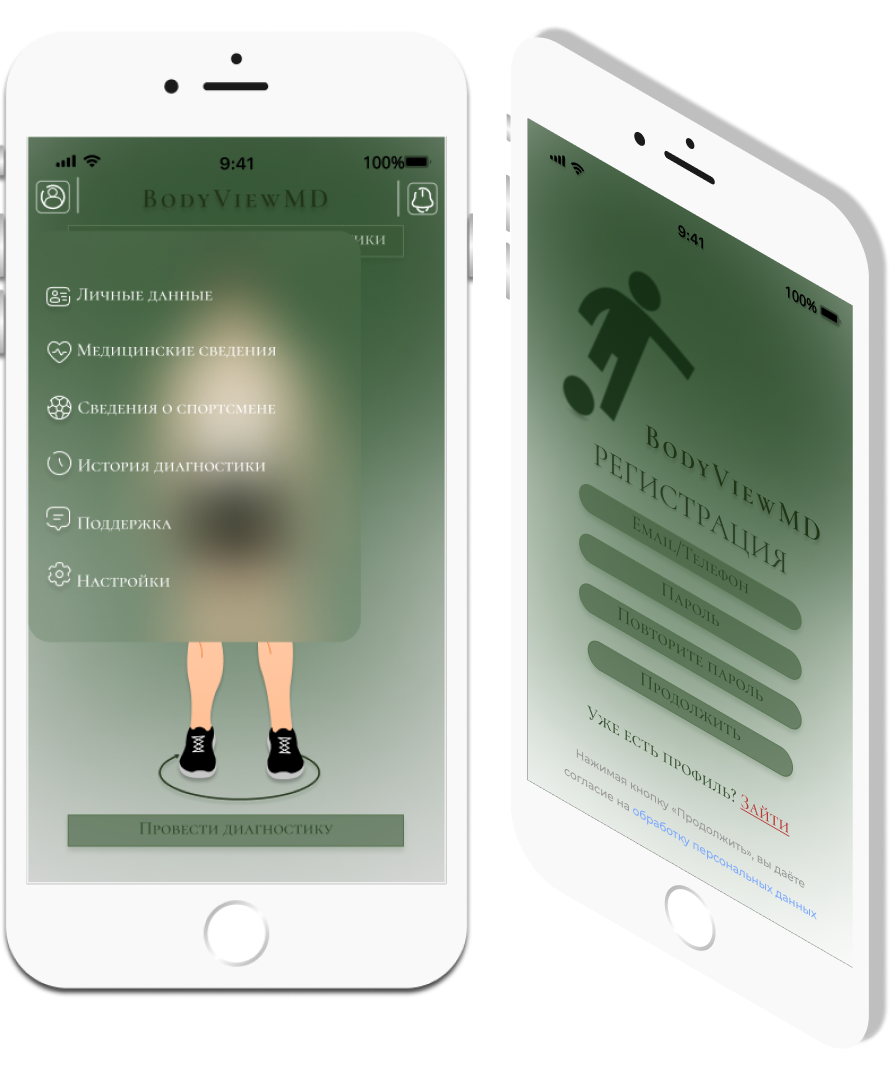 9:41
100%
BodyViewMD
ики
Личные данные
Медицинские сведения
Сведения о спортсмене
История диагностики
Поддержка
Настройки
Провести диагностику
9:41
100%
BodyViewMD
РЕГИСТРАЦИЯ
Email/Телефон
Пароль
Повторите пароль
Продолжить
Уже есть профиль? Зайти
Нажимая кнопку «Продолжить», вы даёте
согласие на обработку персональных данных